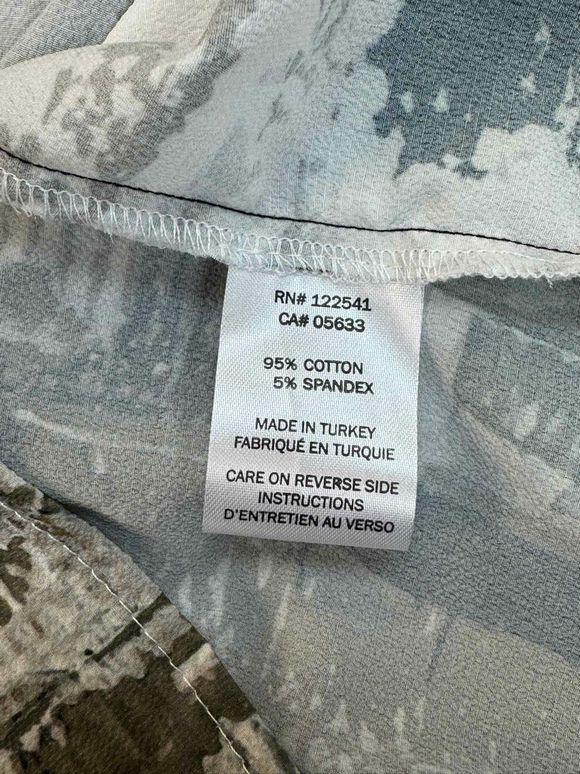 RN# 122541
CA# 05633
95% COTTON
5% SPANDEX
MADE IN TURKEY
FABRIQUÉ EN TURQUIE
CARE ON REVERSE SIDE
INSTRUCTIONS
D'ENTRETIEN AU VERSO